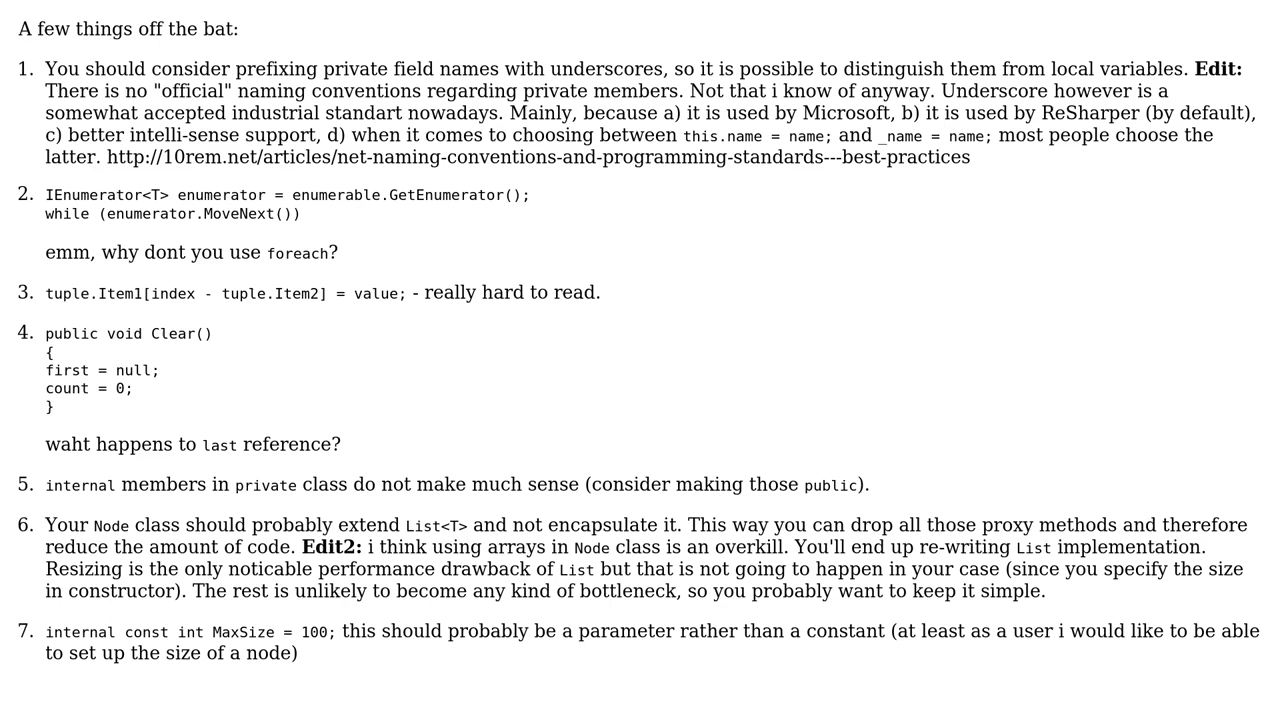 A few things off the bat:
1. You should consider prefixing private field names with underscores, so it is possible to distinguish them from local variables. Edit:
There is no "official" naming conventions regarding private members. Not that i know of anyway. Underscore however is a
somewhat accepted industrial standart nowadays. Mainly, because a) it is used by Microsoft, b) it is used by ReSharper (by default),
c) better intelli-sense support, d) when it comes to choosing between this.name = name; and _name = name; most people choose the
latter. http://10rem.net/articles/net-naming-conventions-and-programming-standards---best-practices
2. IEnumerator<T> enumerator = enumerable.GetEnumerator();
while (enumerator.MoveNext())
emm, why dont you use foreach?
3. tuple.Item1[index - tuple.Item2] = value; - really hard to read.
4. public void Clear()
{
first = null;
count = 0;
}
waht happens to last reference?
5. internal members in private class do not make much sense (consider making those public).
6. Your Node class should probably extend List<T> and not encapsulate it. This way you can drop all those proxy methods and therefore
reduce the amount of code. Edit2: i think using arrays in Node class is an overkill. You'll end up re-writing List implementation.
Resizing is the only noticable performance drawback of List but that is not going to happen in your case (since you specify the size
in constructor). The rest is unlikely to become any kind of bottleneck, so you probably want to keep it simple.
7. internal const int MaxSize = 100; this should probably be a parameter rather than a constant (at least as a user i would like to be able
to set up the size of a node)